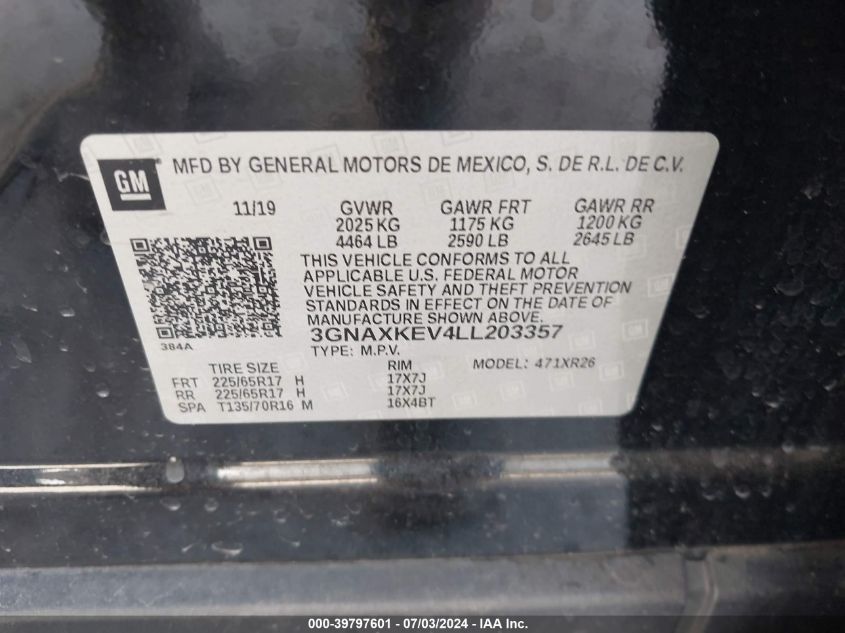 GM MFD BY GENERAL MOTORS DE MEXICO, S. DE R.L. DE C.V.
11/19 GVWR GAWR FRT GAWR RR
2025 KG 1175 KG 1200 KG
4464 LB 2590 LB 2645 LB
THIS VEHICLE CONFORMS TO ALL
APPLICABLE U.S. FEDERAL MOTOR
VEHICLE SAFETY AND THEFT PREVENTION
STANDARDS IN EFFECT ON THE DATE OF
MANUFACTURE SHOWN ABOVE.
384A 3GNAXKEV4LL203357
TYPE: M.P.V. MODEL: 471XR26
TIRE SIZE RIM
FRT 225/65R17 H 17X7J
RR 225/65R17 H 17X7J
SPA T135/70R16 M 16X4BT
000-39797601 - 07/03/2024 - IAA Inc.